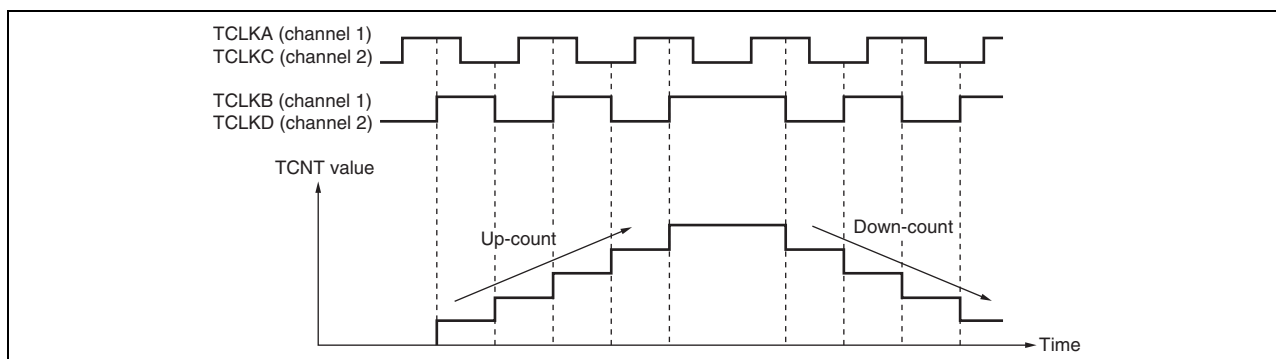 TCLKA (channel 1)
TCLKC (channel 2)
TCLKB (channel 1)
TCLKD (channel 2)
TCNT value
Up-count
Down-count
Time